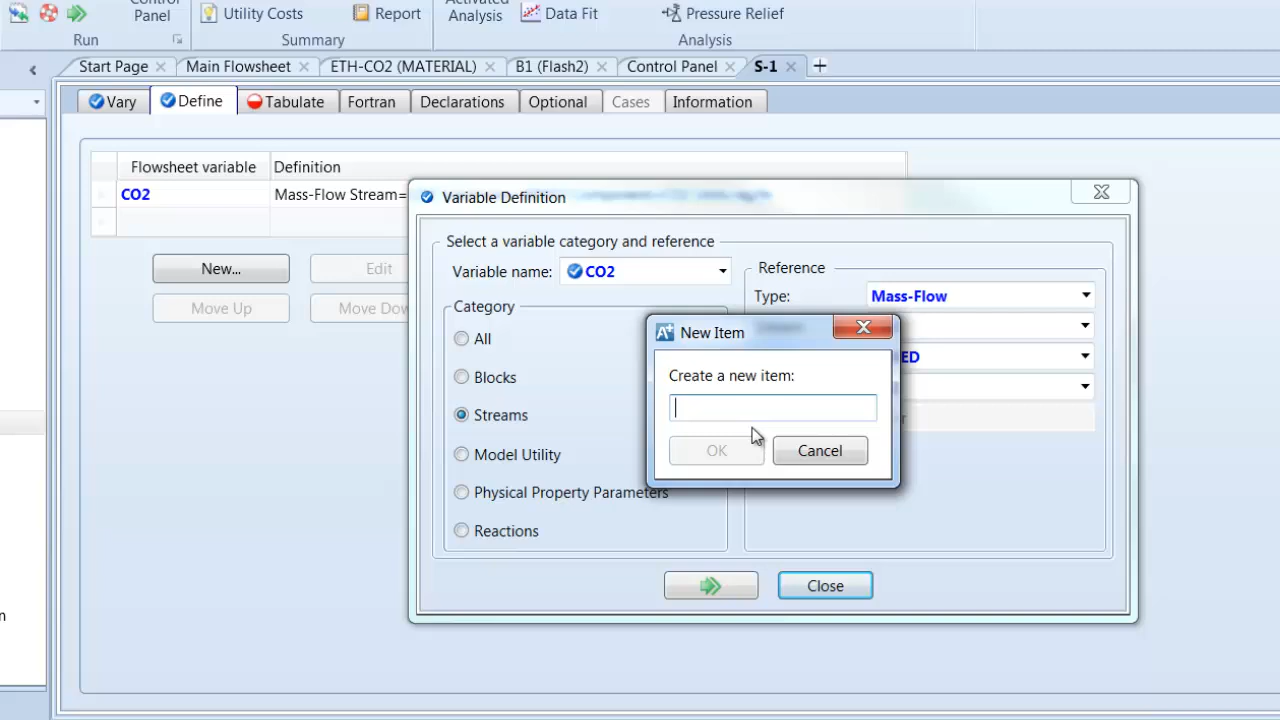 Control
Panel
Utility Costs
Report
Activated
Analysis
Data Fit
Pressure Relief
Run
Summary
Analysis
Start Page
Main Flowsheet
ETH-CO2 (MATERIAL)
B1 (Flash2)
Control Panel
S-1
Vary
Define
Tabulate
Fortran
Declarations
Optional
Cases
Information
Flowsheet variable
Definition
CO2
Mass-Flow Stream=
New...
Edit
Move Up
Move Dow
Variable Definition
Select a variable category and reference
Variable name:
CO2
Category
All
Blocks
Streams
Model Utility
Physical Property Parameters
Reactions
Reference
Type:
Mass-Flow
ED
New Item
Create a new item:
OK
Cancel
Close